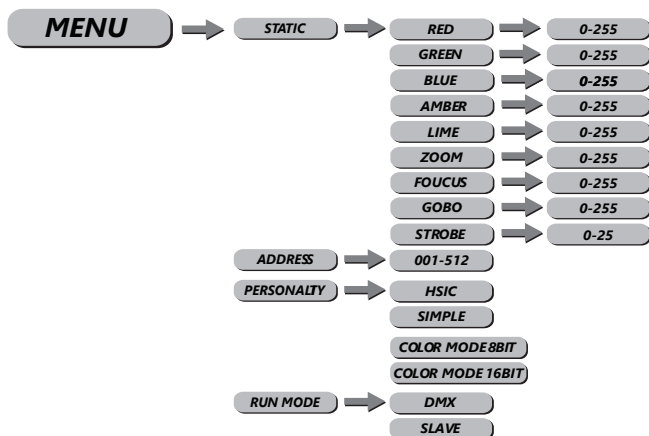 MENU STATIC RED 0-255
GREEN 0-255
BLUE 0-255
AMBER 0-255
LIME 0-255
ZOOM 0-255
FOUCUS 0-255
GOBO 0-255
STROBE 0-25
ADDRESS 001-512
PERSONALTY HSIC
SIMPLE
COLOR MODE 8BIT
COLOR MODE 16BIT
RUN MODE DMX
SLAVE